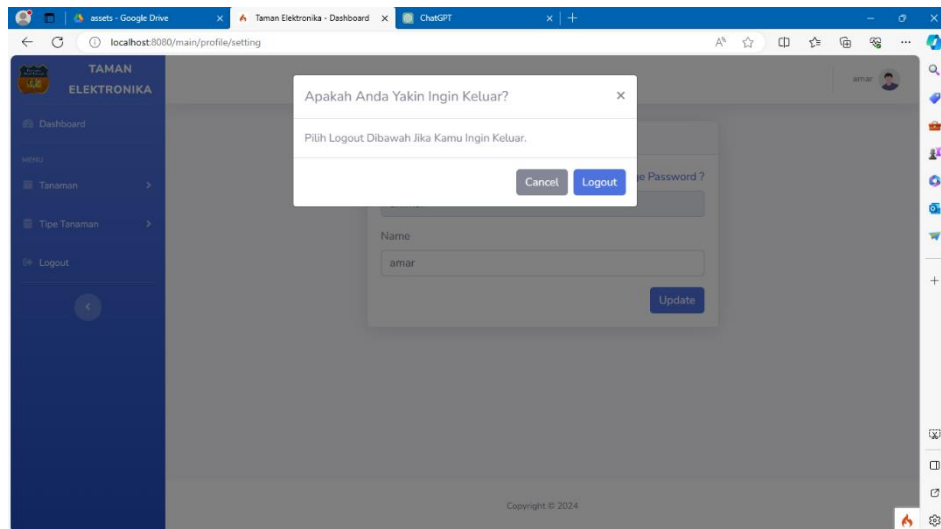 assets - Google Drive
Taman Elektronika - Dashboard
ChatGPT
localhost:8080/main/profile/setting
TAMAN
ELEKTRONIKA
amar
Dashboard
MENU
Tanaman
Tipe Tanaman
Logout
Apakah Anda Yakin Ingin Keluar?
Pilih Logout Dibawah Jika Kamu Ingin Keluar.
Cancel
Logout
Password ?
Name
amar
Update
Copyright © 2024